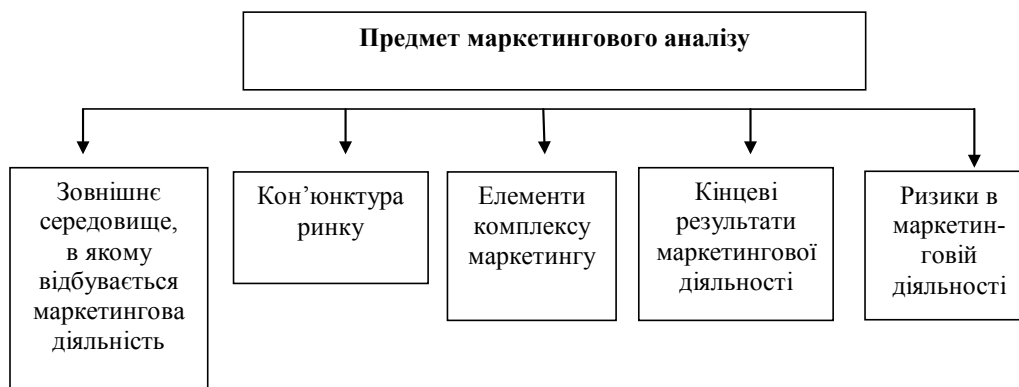 Предмет маркетингового аналізу
Зовнішнє
середовище,
в якому
відбувається
маркетингова
діяльність
Кон’юнктура
ринку
Елементи
комплексу
маркетингу
Кінцеві
результати
маркетингової
діяльності
Ризики в
маркетин-
говій
діяльності